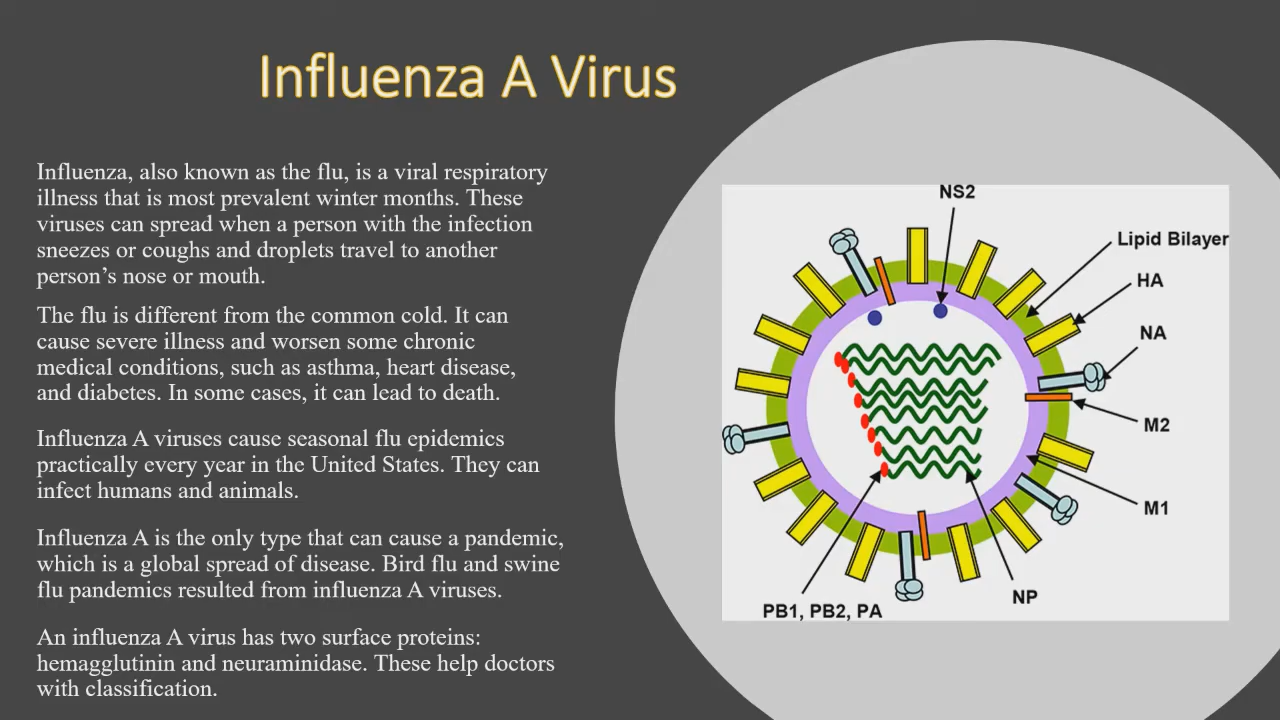 Influenza A Virus
Influenza, also known as the flu, is a viral respiratory
illness that is most prevalent winter months. These
viruses can spread when a person with the infection
sneezes or coughs and droplets travel to another
person’s nose or mouth.
The flu is different from the common cold. It can
cause severe illness and worsen some chronic
medical conditions, such as asthma, heart disease,
and diabetes. In some cases, it can lead to death.
Influenza A viruses cause seasonal flu epidemics
practically every year in the United States. They can
infect humans and animals.
Influenza A is the only type that can cause a pandemic,
which is a global spread of disease. Bird flu and swine
flu pandemics resulted from influenza A viruses.
An influenza A virus has two surface proteins:
hemagglutinin and neuraminidase. These help doctors
with classification.
NS2
Lipid Bilayer
HA
NA
M2
M1
NP
PB1, PB2, PA